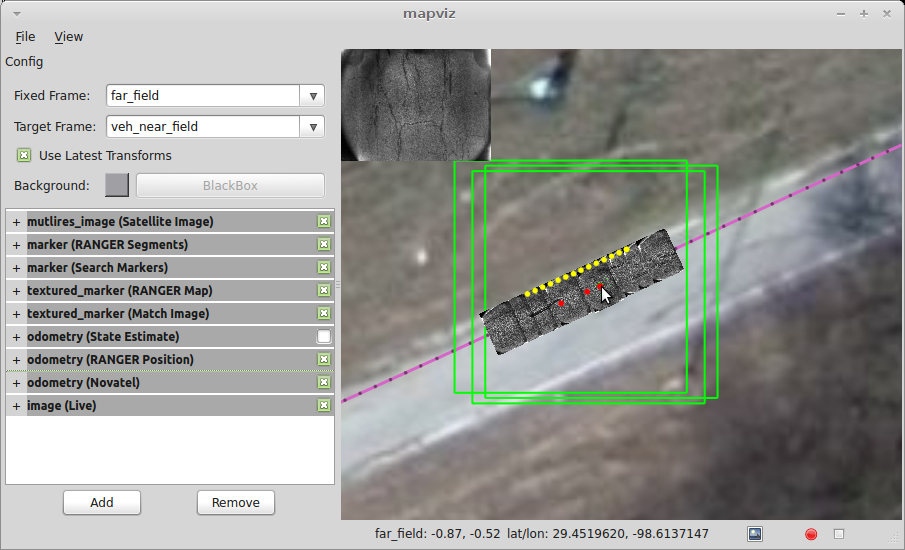 mapviz
File View
Config
Fixed Frame: far_field
Target Frame: veh_near_field
Use Latest Transforms
Background: BlackBox
+ mutlires_image (Satellite Image)
+ marker (RANGER Segments)
+ marker (Search Markers)
+ textured_marker (RANGER Map)
+ textured_marker (Match Image)
+ odometry (State Estimate)
+ odometry (RANGER Position)
+ odometry (Novatel)
+ image (Live)
Add Remove
far_field: -0.87, -0.52 lat/lon: 29.4519620, -98.6137147